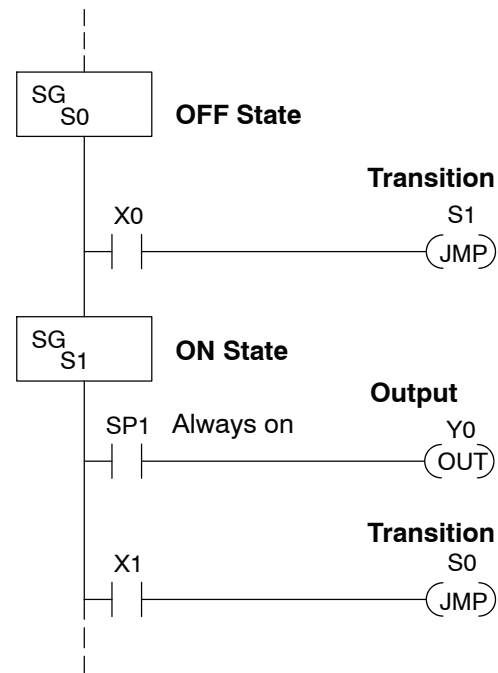 SG
S0
OFF State
Transition
X0
S1
JMP
SG
S1
ON State
Output
SP1
Always on
Y0
OUT
Transition
X1
S0
JMP